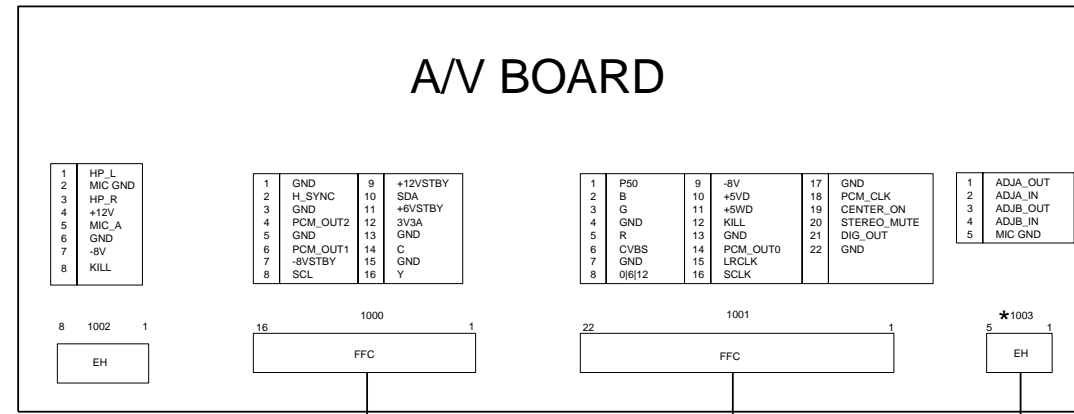 A/V BOARD
1 HP_L
2 MIC GND
3 HP_R
4 +12V
5 MIC_A
6 GND
7 -8V
8 KILL
1 GND 9 +12VSTBY
2 H_SYNC 10 SDA
3 GND 11 +6VSTBY
4 PCM_OUT2 12 3V3A
5 GND 13 GND
6 PCM_OUT1 14 C
7 -8VSTBY 15 GND
8 SCL 16 Y
1 P50 9 -8V 17 GND
2 B 10 +5VD 18 PCM_CLK
3 G 11 +5WD 19 CENTER_ON
4 GND 12 KILL 20 STEREO_MUTE
5 R 13 GND 21 DIG_OUT
6 CVBS 14 PCM_OUT0 22 GND
7 GND 15 LRCLK
8 0|6|12 16 SCLK
1 ADJA_OUT
2 ADJA_IN
3 ADJB_OUT
4 ADJB_IN
5 MIC GND
8 1002 1
EH
1000
16 1
FFC
1001
22 1
FFC
*1003
5 1
EH